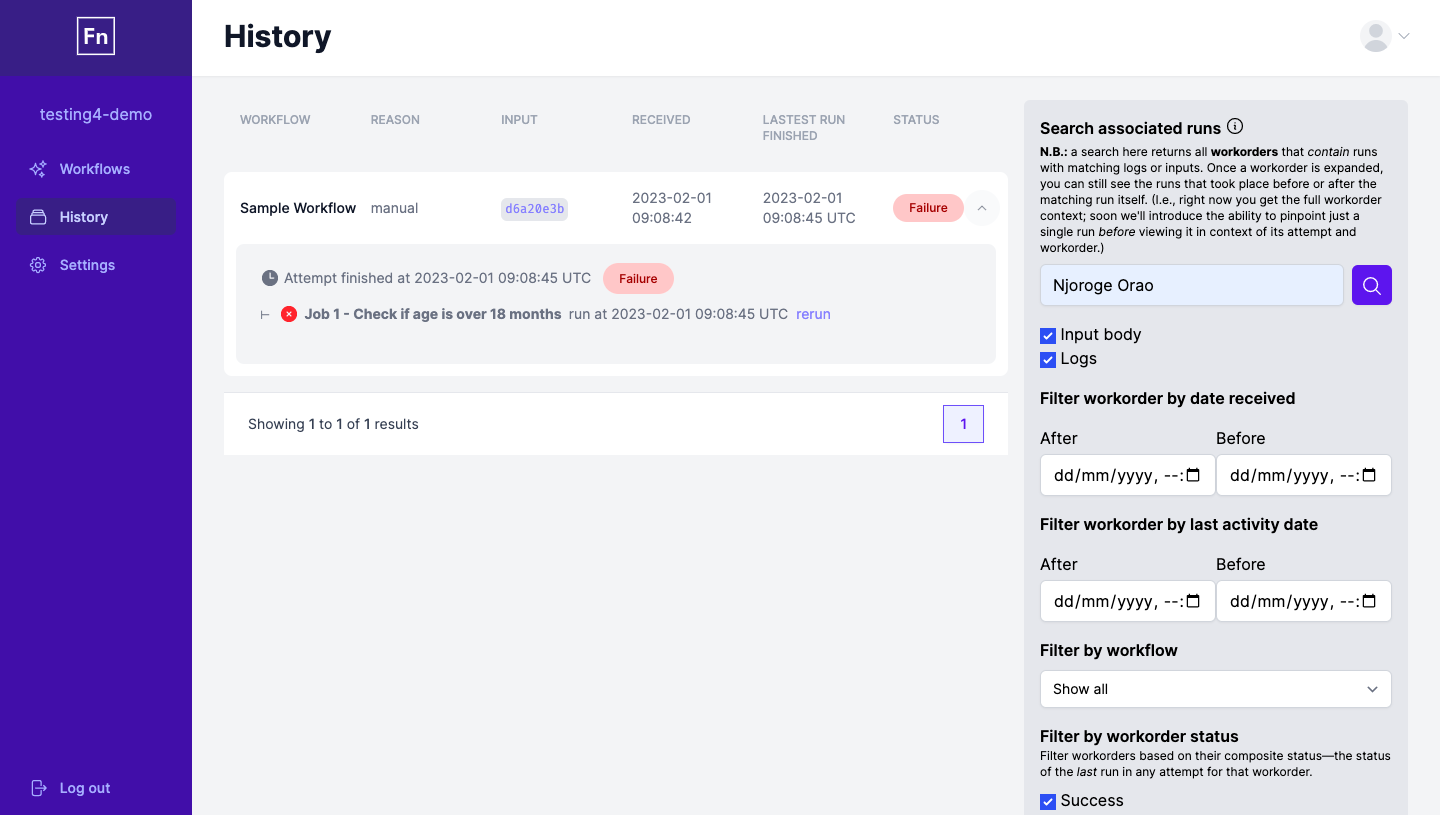 Fn
History
testing4-demo
Workflows
History
Settings
Log out
WORKFLOW
REASON
INPUT
RECEIVED
LASTEST RUN
FINISHED
STATUS
Sample Workflow
manual
d6a20e3b
2023-02-01
09:08:42
2023-02-01
09:08:45 UTC
Failure
Attempt finished at 2023-02-01 09:08:45 UTC
Failure
Job 1 - Check if age is over 18 months run at 2023-02-01 09:08:45 UTC rerun
Showing 1 to 1 of 1 results
1
Search associated runs
N.B.: a search here returns all workorders that contain runs
with matching logs or inputs. Once a workorder is expanded,
you can still see the runs that took place before or after the
matching run itself. (I.e., right now you get the full workorder
context; soon we'll introduce the ability to pinpoint just a
single run before viewing it in context of its attempt and
workorder.)
Njoroge Orao
Input body
Logs
Filter workorder by date received
After
Before
dd/mm/yyyy, --:
dd/mm/yyyy, --:
Filter workorder by last activity date
After
Before
dd/mm/yyyy, --:
dd/mm/yyyy, --:
Filter by workflow
Show all
Filter by workorder status
Filter workorders based on their composite status—the status
of the last run in any attempt for that workorder.
Success